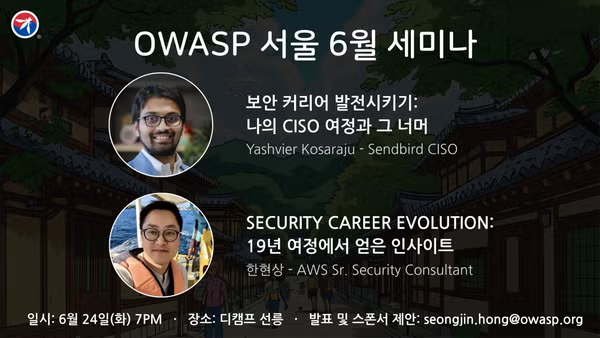 OWASP 서울 6월 세미나
보안 커리어 발전시키기:
나의 CISO 여정과 그 너머
Yashvier Kosaraju - Sendbird CISO
SECURITY CAREER EVOLUTION:
19년 여정에서 얻은 인사이트
한현상 - AWS Sr. Security Consultant
일시: 6월 24일(화) 7PM · 장소: 디캠프 선릉 · 발표 및 스폰서 제안: seongjin.hong@owasp.org